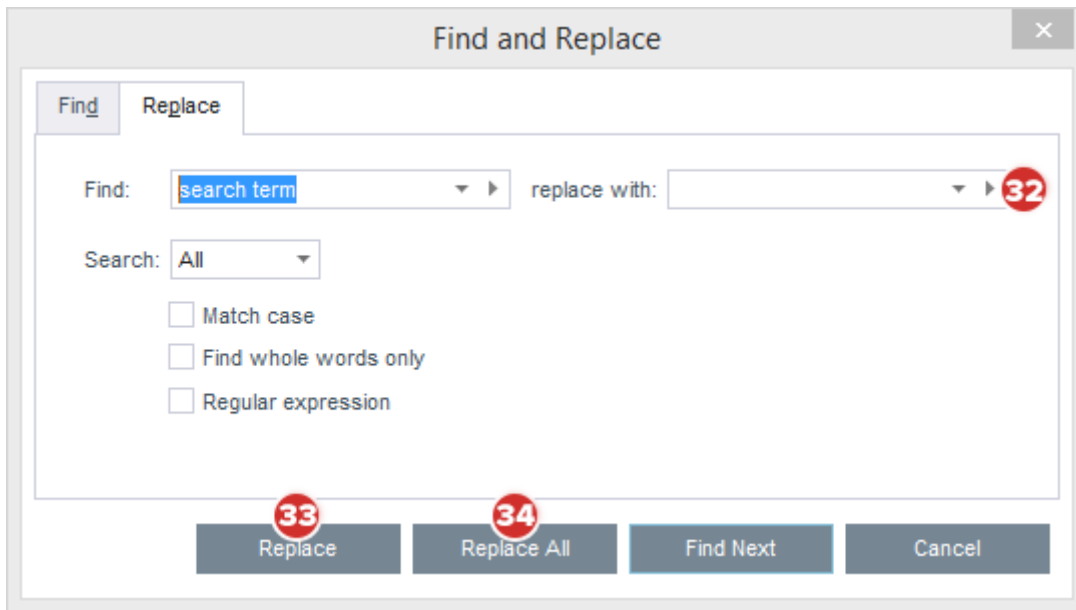 Find and Replace
×
Find Replace
Find: search term replace with: 32
Search: All
Match case
Find whole words only
Regular expression
33 34
Replace Replace All Find Next Cancel